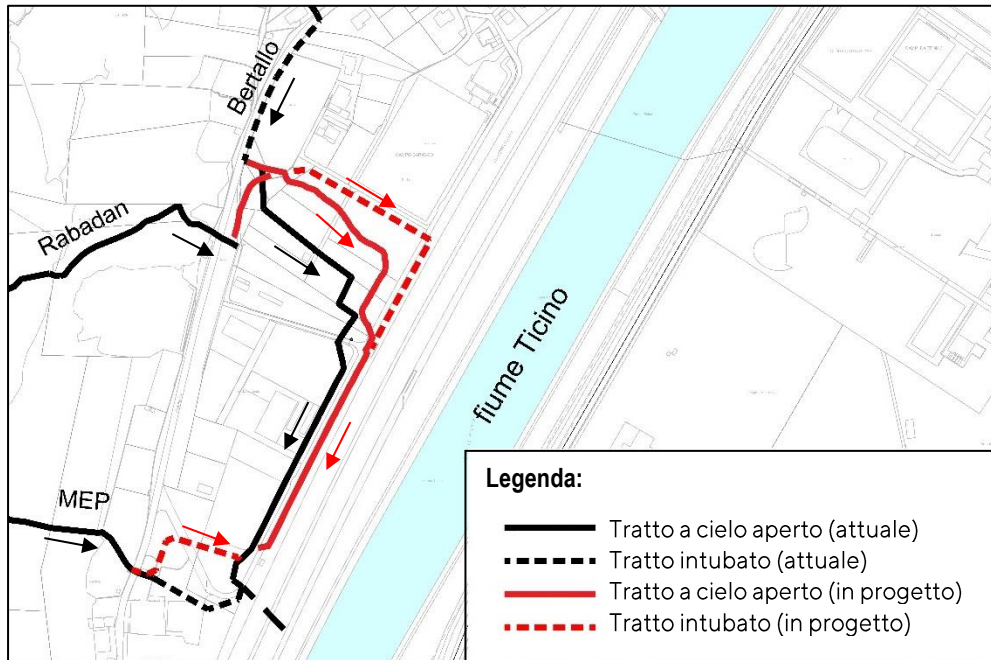 Bertallo
Rabadan
fiume Ticino
MEP
Legenda:
Tratto a cielo aperto (attuale)
Tratto intubato (attuale)
Tratto a cielo aperto (in progetto)
Tratto intubato (in progetto)